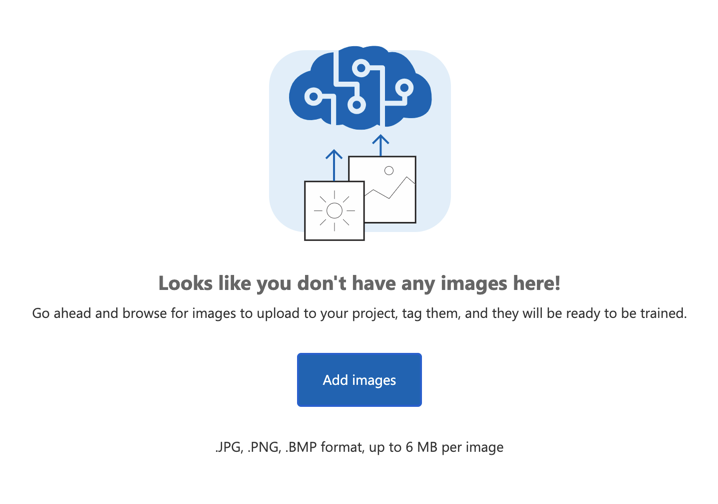 Looks like you don't have any images here!
Go ahead and browse for images to upload to your project, tag them, and they will be ready to be trained.
Add images
.JPG, .PNG, .BMP format, up to 6 MB per image